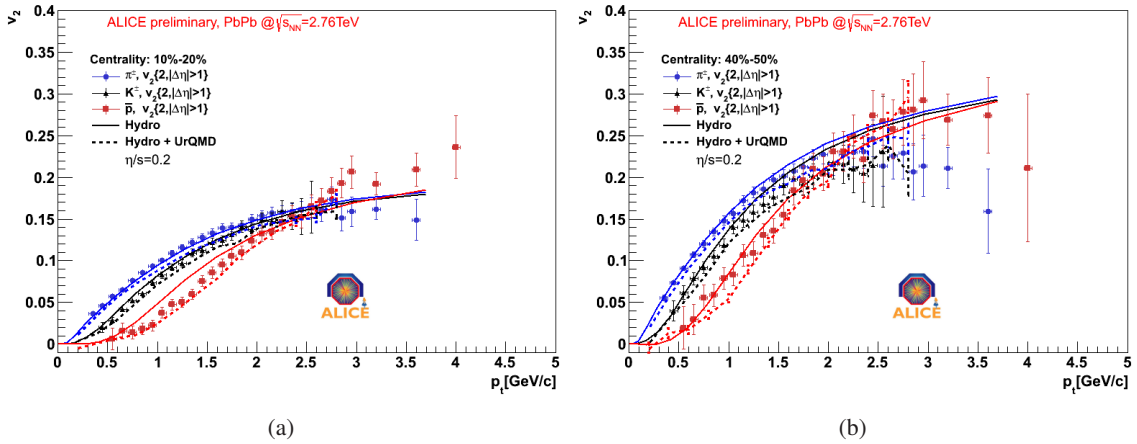 v₂
ALICE preliminary, PbPb @√sNN=2.76TeV
Centrality: 10%-20%
π±, v₂{2,|Δη|>1}
K±, v₂{2,|Δη|>1}
p̅, v₂{2,|Δη|>1}
Hydro
Hydro + UrQMD
η/s=0.2
ALICE
0.4
0.35
0.3
0.25
0.2
0.15
0.1
0.05
0
0 0.5 1 1.5 2 2.5 3 3.5 4 4.5 5
pt[GeV/c]
(a)
v₂
ALICE preliminary, PbPb @√sNN=2.76TeV
Centrality: 40%-50%
π±, v₂{2,|Δη|>1}
K±, v₂{2,|Δη|>1}
p̅, v₂{2,|Δη|>1}
Hydro
Hydro + UrQMD
η/s=0.2
ALICE
0.4
0.35
0.3
0.25
0.2
0.15
0.1
0.05
0
0 0.5 1 1.5 2 2.5 3 3.5 4 4.5 5
pt[GeV/c]
(b)